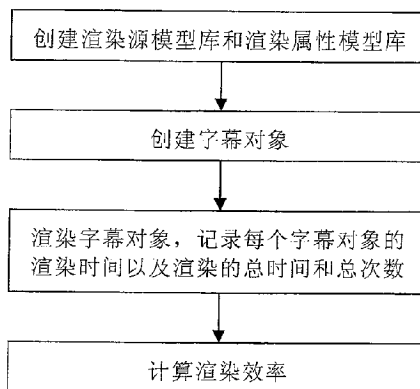 创建渲染源模型库和渲染属性模型库
创建字幕对象
渲染字幕对象，记录每个字幕对象的
渲染时间以及渲染的总时间和总次数
计算渲染效率